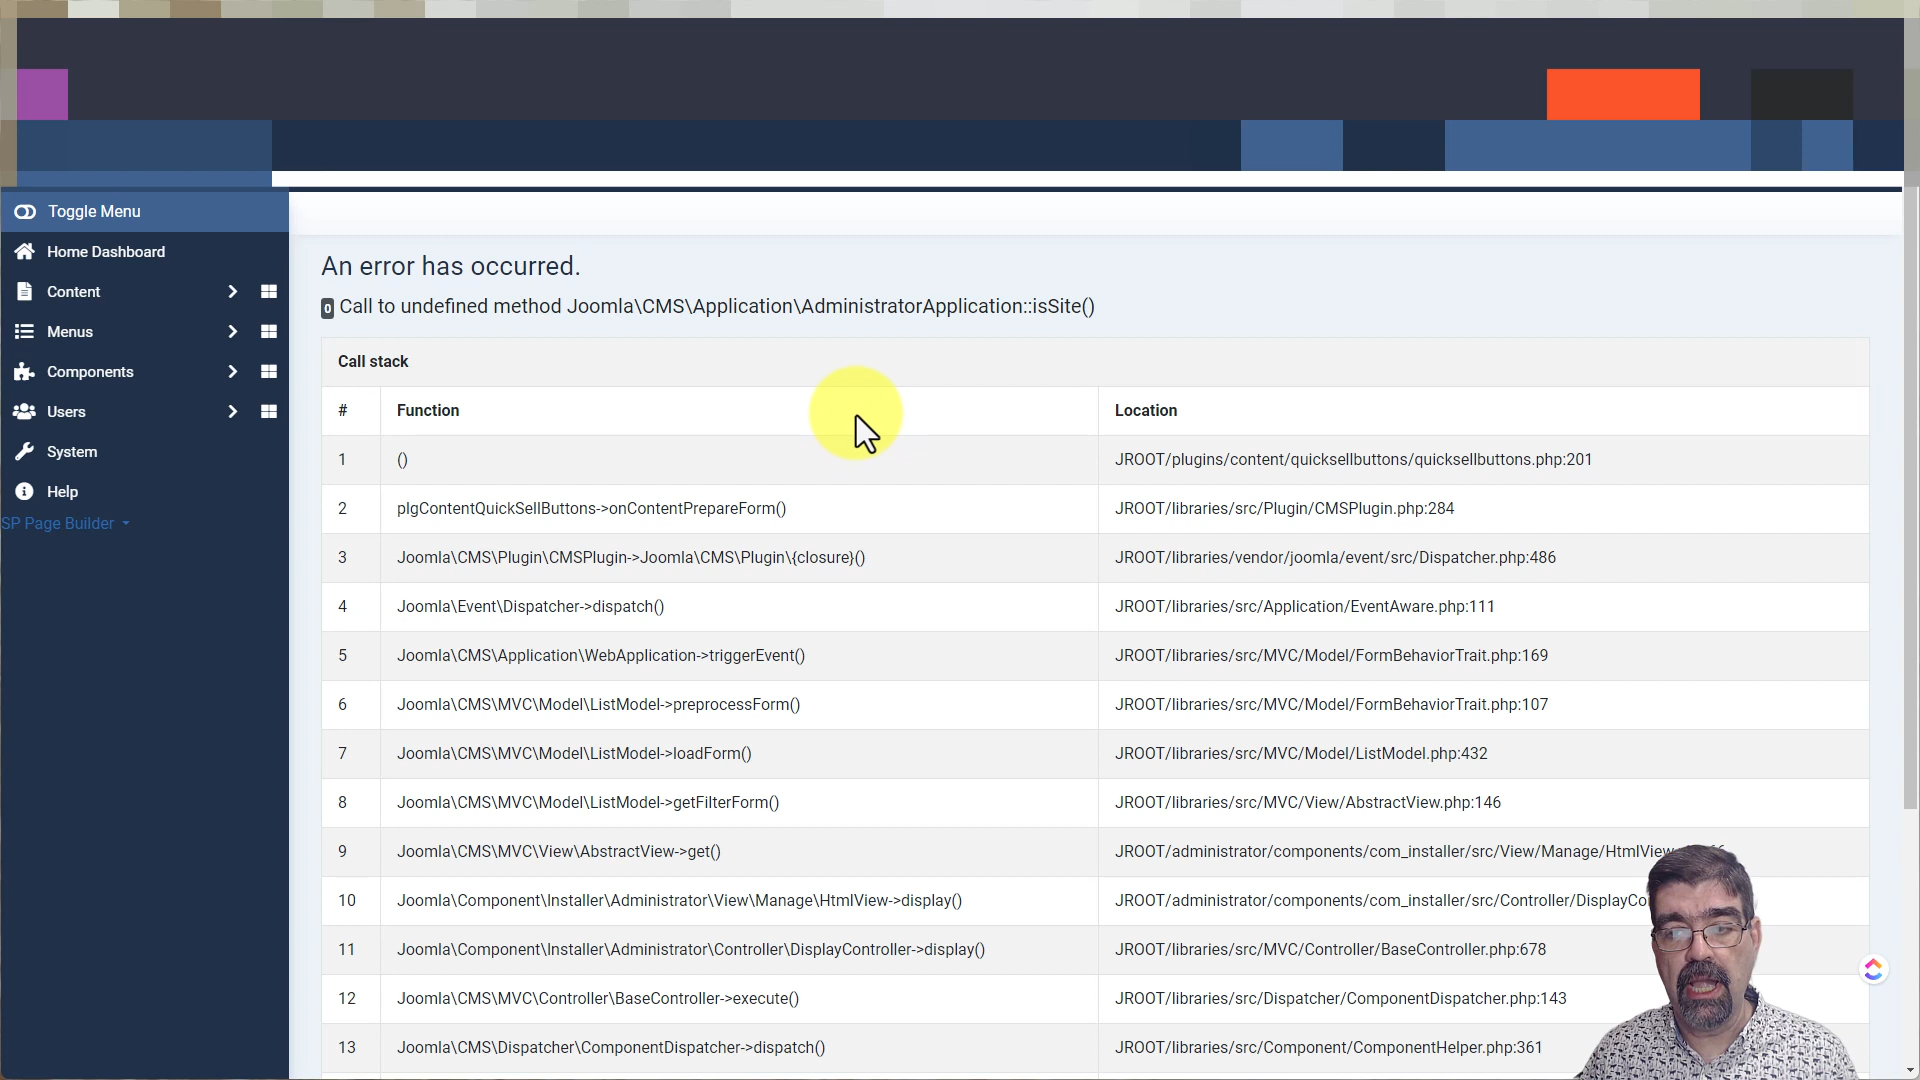 Toggle Menu
Home Dashboard
Content
Menus
Components
Users
System
Help
SP Page Builder
An error has occurred.
0 Call to undefined method Joomla\CMS\Application\AdministratorApplication::isSite()
Call stack
# Function Location
1 () JROOT/plugins/content/quicksellbuttons/quicksellbuttons.php:201
2 plgContentQuickSellButtons->onContentPrepareForm() JROOT/libraries/src/Plugin/CMSPlugin.php:284
3 Joomla\CMS\Plugin\CMSPlugin->Joomla\CMS\Plugin\{closure}() JROOT/libraries/vendor/joomla/event/src/Dispatcher.php:486
4 Joomla\Event\Dispatcher->dispatch() JROOT/libraries/src/Application/EventAware.php:111
5 Joomla\CMS\Application\WebApplication->triggerEvent() JROOT/libraries/src/MVC/Model/FormBehaviorTrait.php:169
6 Joomla\CMS\MVC\Model\ListModel->preprocessForm() JROOT/libraries/src/MVC/Model/FormBehaviorTrait.php:107
7 Joomla\CMS\MVC\Model\ListModel->loadForm() JROOT/libraries/src/MVC/Model/ListModel.php:432
8 Joomla\CMS\MVC\Model\ListModel->getFilterForm() JROOT/libraries/src/MVC/View/AbstractView.php:146
9 Joomla\CMS\MVC\View\AbstractView->get() JROOT/administrator/components/com_installer/src/View/Manage/HtmlView
10 Joomla\Component\Installer\Administrator\View\Manage\HtmlView->display() JROOT/administrator/components/com_installer/src/Controller/DisplayCo
11 Joomla\Component\Installer\Administrator\Controller\DisplayController->display() JROOT/libraries/src/MVC/Controller/BaseController.php:678
12 Joomla\CMS\MVC\Controller\BaseController->execute() JROOT/libraries/src/Dispatcher/ComponentDispatcher.php:143
13 Joomla\CMS\Dispatcher\ComponentDispatcher->dispatch() JROOT/libraries/src/Component/ComponentHelper.php:361